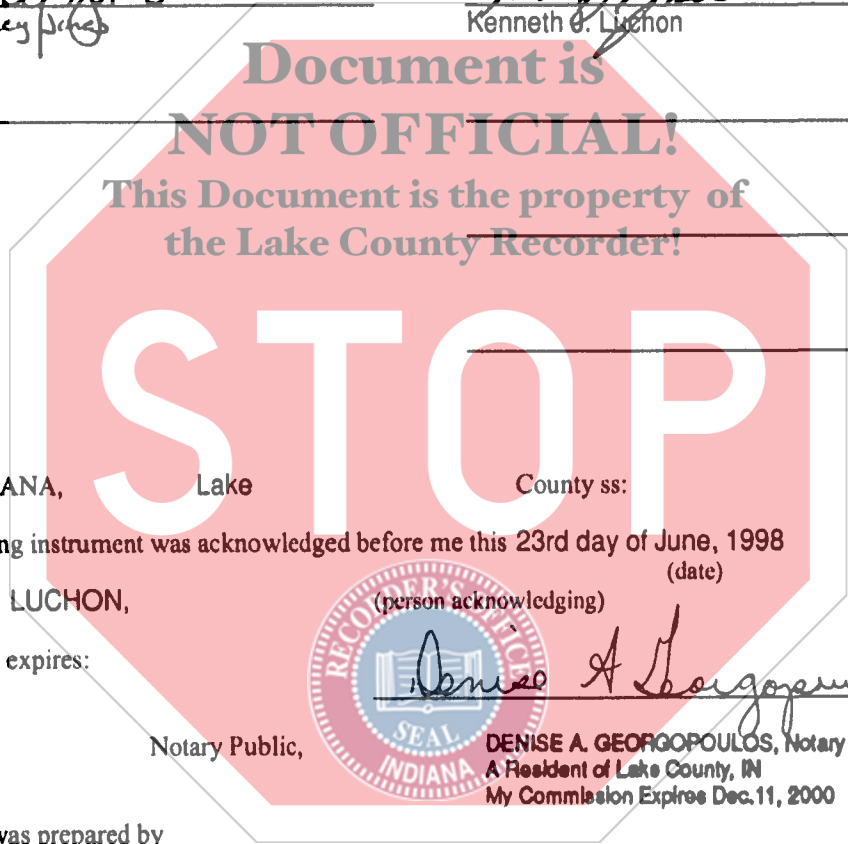 Kenneth J. Luchon
Document is
NOT OFFICIAL!
This Document is the property of
the Lake County Recorder!
STOP
ANA, Lake County ss:
ng instrument was acknowledged before me this 23rd day of June, 1998
(date)
LUCHON, (person acknowledging)
expires:
Denise A Georgopou
RECORDER'S OFFICE
SEAL
INDIANA
Notary Public, DENISE A. GEORGOPOULOS, Notary
A Resident of Lake County, IN
My Commission Expires Dec. 11, 2000
was prepared by